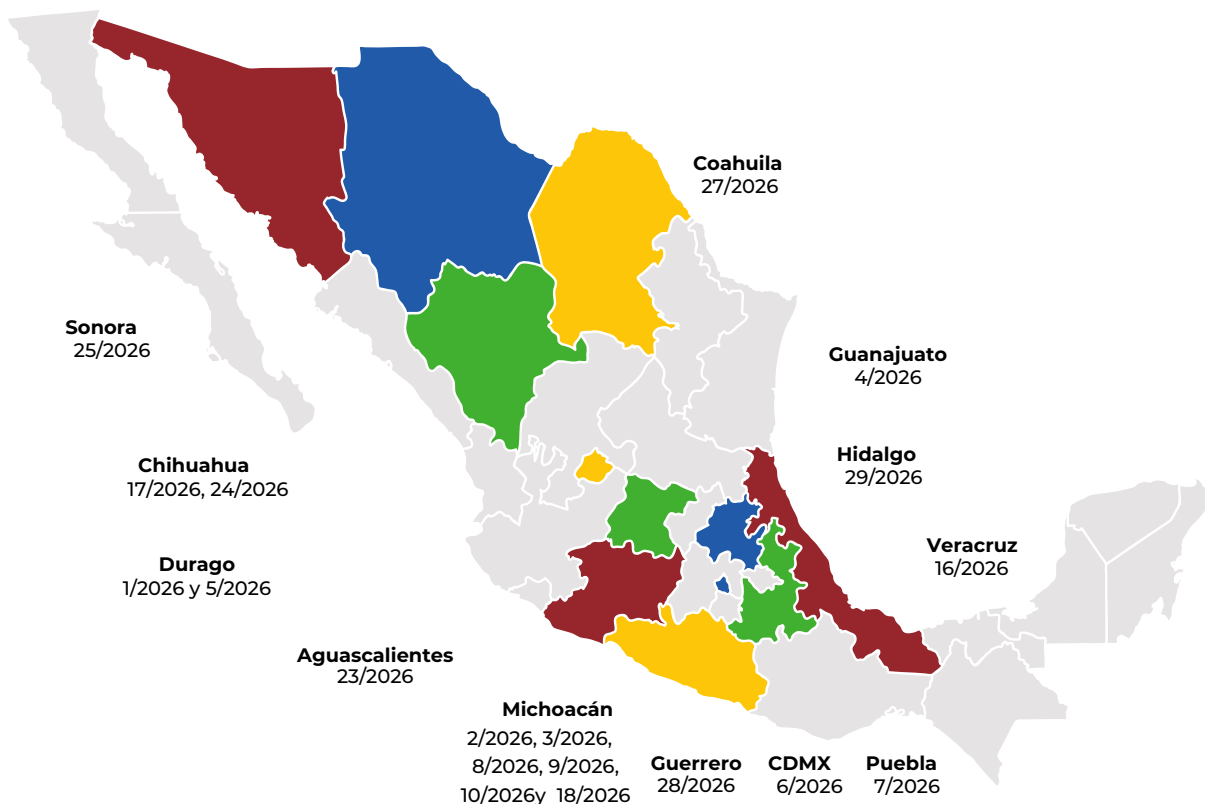 Coahuila
27/2026
Sonora
25/2026
Guanajuato
4/2026
Hidalgo
29/2026
Chihuahua
17/2026, 24/2026
Veracruz
16/2026
Durago
1/2026 y 5/2026
Aguascalientes
23/2026
Michoacán
2/2026, 3/2026,
8/2026, 9/2026,
10/2026y 18/2026
Guerrero
28/2026
CDMX
6/2026
Puebla
7/2026